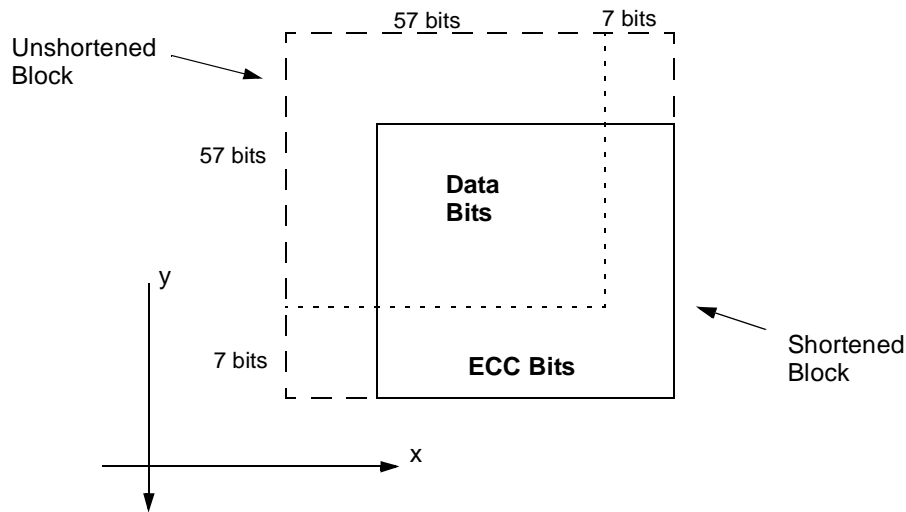 57 bits
7 bits
Unshortened
Block
57 bits
Data
Bits
y
7 bits
ECC Bits
Shortened
Block
x